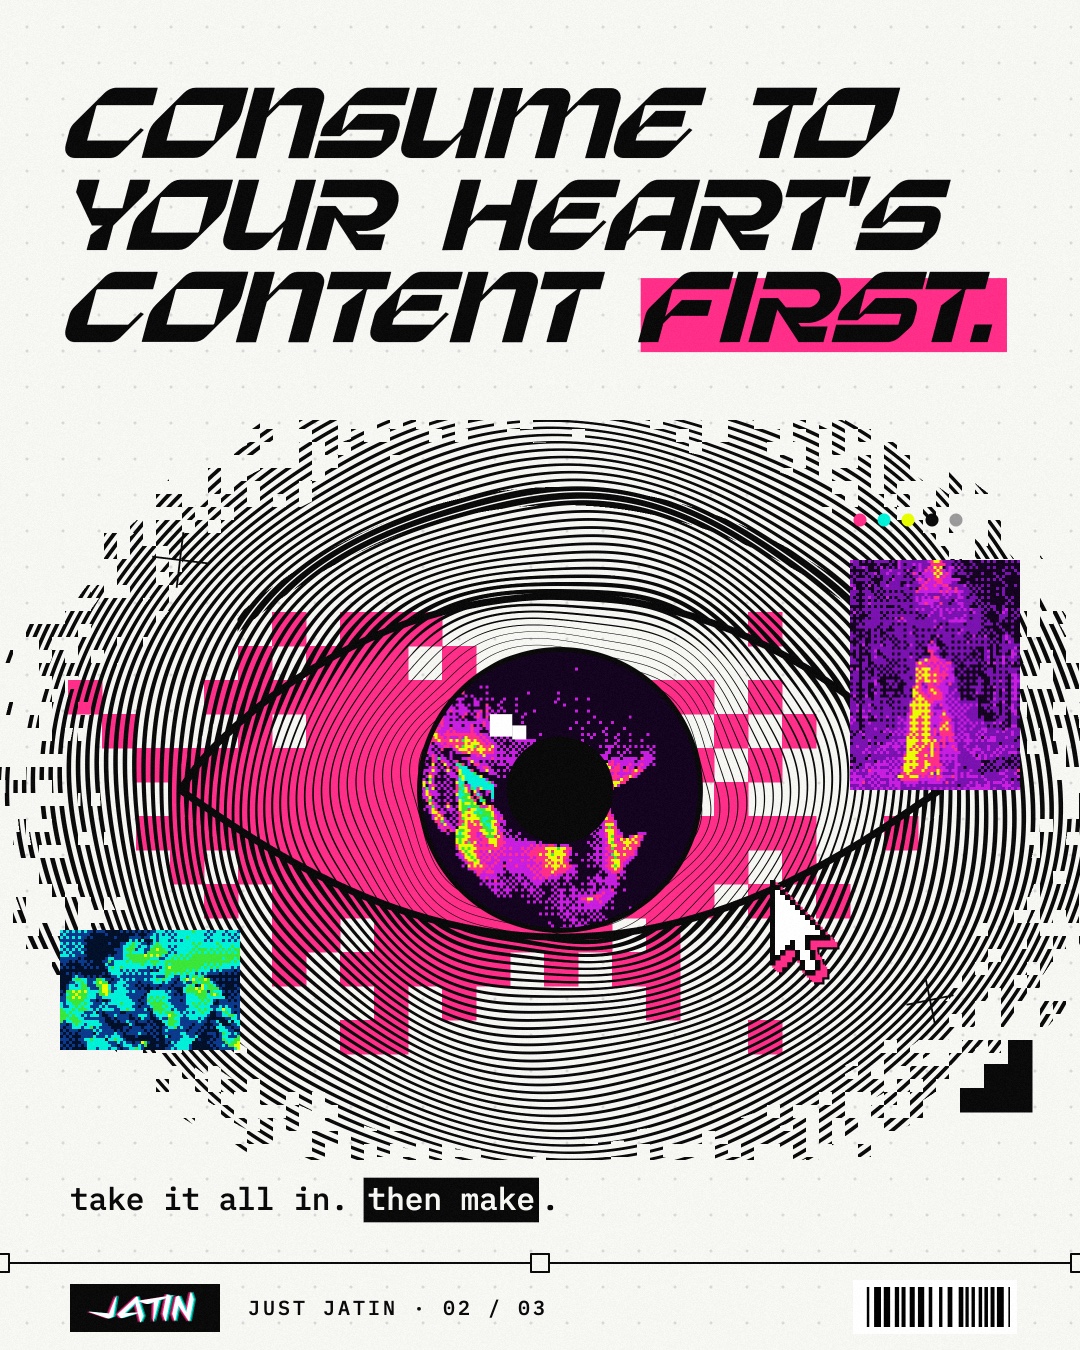 CONSUME TO
YOUR HEART'S
CONTENT FIRST.
take it all in. then make.
JATIN
JUST JATIN · 02 / 03